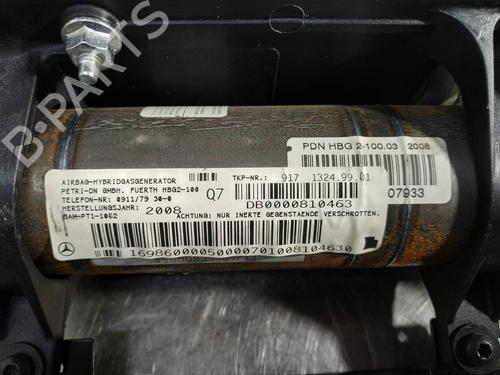 B-PARTS
AIRBAG-HYBRIDGASGENERATOR
PETRI-DN GMBH. FUERTH HBG2-100
TELEFON-NR: 0911/79 30-0
HERSTELLUNGSJAHR: 2008
BAM-PT1-1052
Q7
TKP-NR.: 917 1324.99.01
DB0000810463
ACHTUNG: NUR INERTE GEGENSTAENDE VERSCHROTTEN.
16986000050000701008104630
PDN HBG 2-100.03 2008
07933